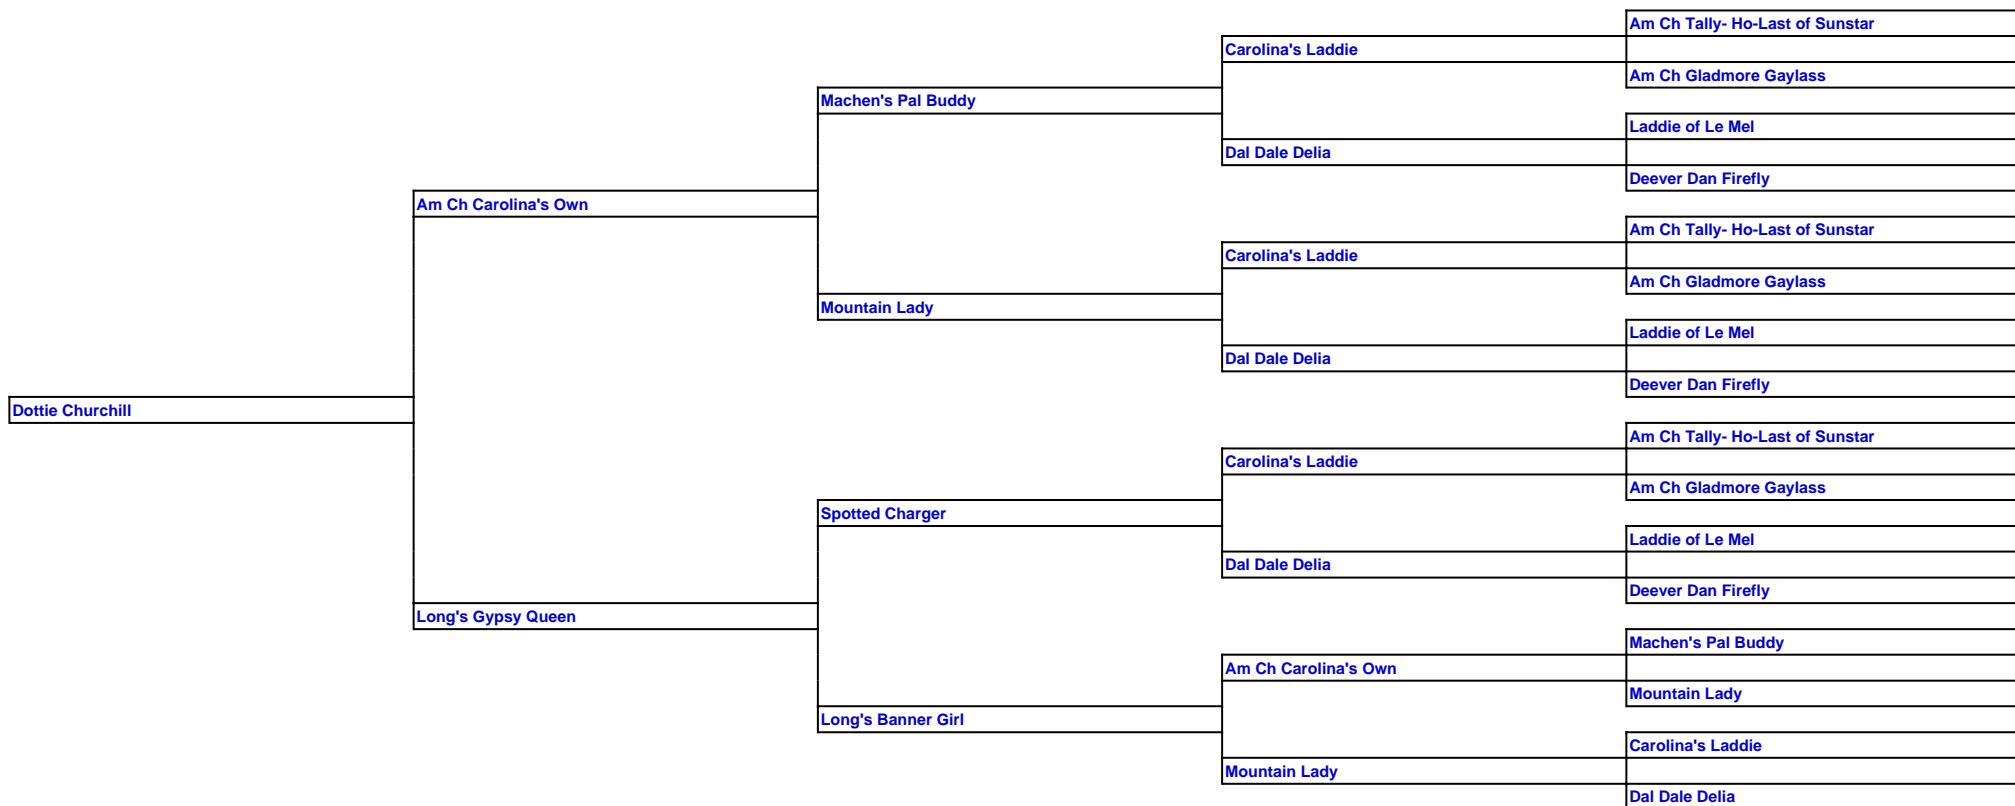 Am Ch Tally- Ho-Last of Sunstar
Carolina's Laddie
Am Ch Gladmore Gaylass
Machen's Pal Buddy
Laddie of Le Mel
Dal Dale Delia
Deever Dan Firefly
Am Ch Carolina's Own
Am Ch Tally- Ho-Last of Sunstar
Carolina's Laddie
Am Ch Gladmore Gaylass
Mountain Lady
Laddie of Le Mel
Dal Dale Delia
Deever Dan Firefly
Dottie Churchill
Am Ch Tally- Ho-Last of Sunstar
Carolina's Laddie
Am Ch Gladmore Gaylass
Spotted Charger
Laddie of Le Mel
Dal Dale Delia
Deever Dan Firefly
Long's Gypsy Queen
Machen's Pal Buddy
Am Ch Carolina's Own
Mountain Lady
Long's Banner Girl
Carolina's Laddie
Mountain Lady
Dal Dale Delia